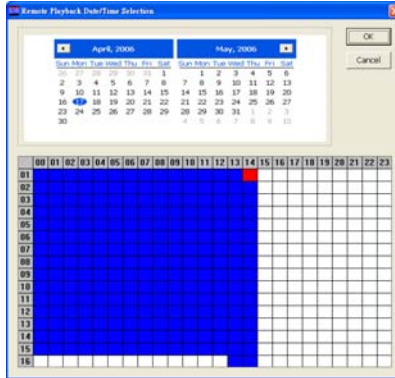 Remote Playback Date/Time Selection
OK
Cancel
April, 2006 May, 2006
Sun Mon Tue Wed Thu Fri Sat Sun Mon Tue Wed Thu Fri Sat
26 27 28 29 30 31 1 1 2 3 4 5 6
2 3 4 5 6 7 8 7 8 9 10 11 12 13
9 10 11 12 13 14 15 14 15 16 17 18 19 20
16 17 18 19 20 21 22 21 22 23 24 25 26 27
23 24 25 26 27 28 29 28 29 30 31 1 2 3
30 4 5 6 7 8 9 10
00 01 02 03 04 05 06 07 08 09 10 11 12 13 14 15 16 17 18 19 20 21 22 23
01
02
03
04
05
06
07
08
09
10
11
12
13
14
15
16